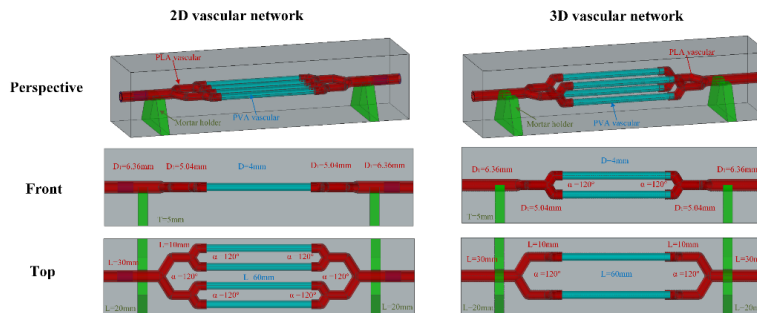 2D vascular network
3D vascular network
Perspective
PLA vascular
PVA vascular
Mortar holder
PLA vascular
PVA vascular
Mortar holder
Front
D₁=6.36mm D₂=5.04mm D=4mm D₂=5.04mm D₁=6.36mm
T=5mm
D=4mm
D₁=6.36mm D₁=6.36mm
α=120° α=120°
D₂=5.04mm D₂=5.04mm
T=5mm
Top
L=10mm
L=30mm
α=120° α=120°
α=120° L=60mm α=120°
α=120° α=120°
L=20mm L=20mm
L=10mm L=10mm
L=30mm L=30mm
α=120° L=60mm α=120°
L=20mm L=20mm